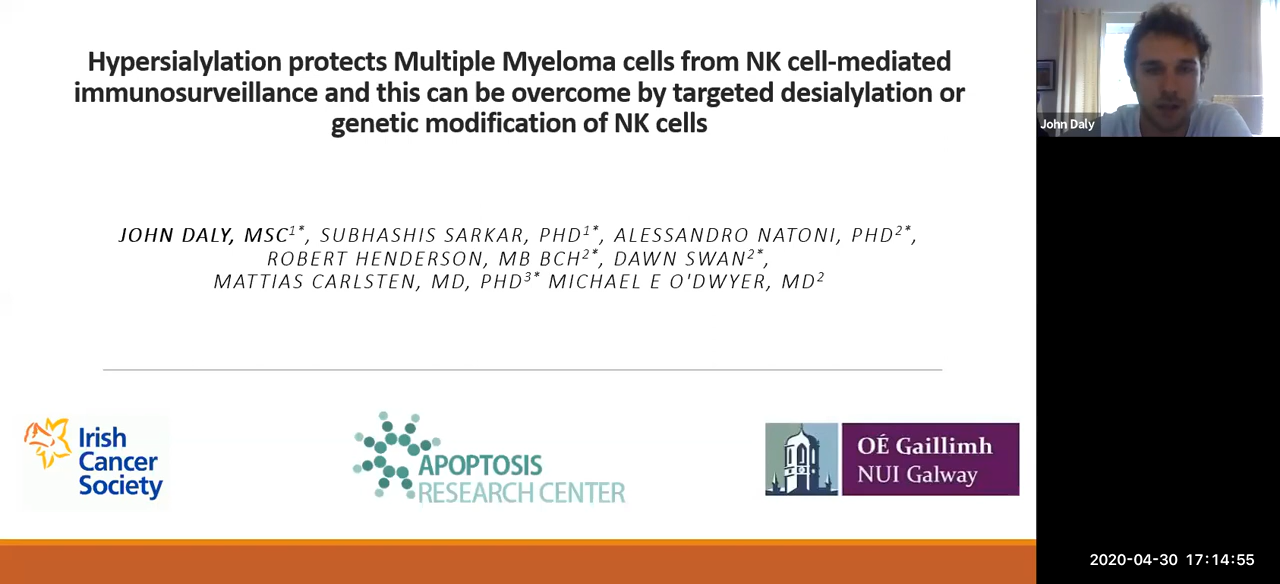 Hypersialylation protects Multiple Myeloma cells from NK cell-mediated
immunosurveillance and this can be overcome by targeted desialylation or
genetic modification of NK cells
John Daly
JOHN DALY, MSC1*, SUBHASHIS SARKAR, PHD1*, ALESSANDRO NATONI, PHD2*,
ROBERT HENDERSON, MB BCH2*, DAWN SWAN2*,
MATTIAS CARLSTEN, MD, PHD3* MICHAEL E O'DWYER, MD2
Irish
Cancer
Society
APOPTOSIS
RESEARCH CENTER
OÉ Gaillimh
NUI Galway
2020-04-30 17:14:55